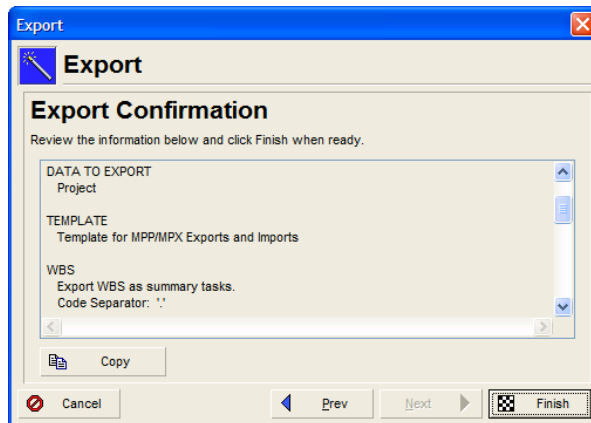 Export
Export
Export Confirmation
Review the information below and click Finish when ready.
DATA TO EXPORT
Project
TEMPLATE
Template for MPP/MPX Exports and Imports
WBS
Export WBS as summary tasks.
Code Separator: '.'
Copy
Cancel
Prev
Next
Finish